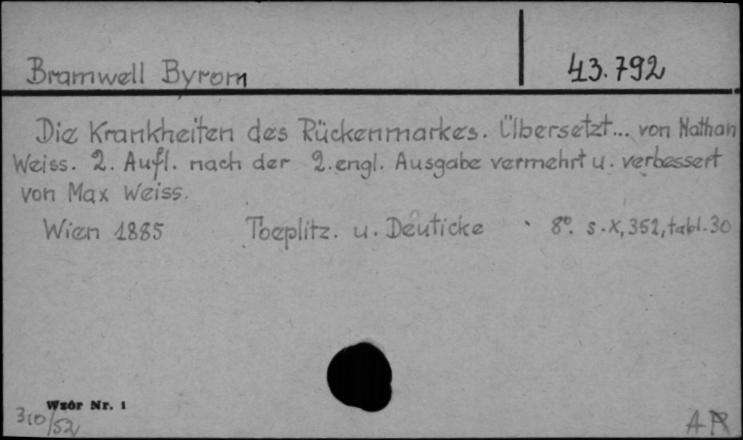 Bramwell Byrom 43.792
Die Krankheiten des Rückenmarkes. Übersetzt... von Nathan
Weiss. 2. Aufl. nach der 2. engl. Ausgabe vermehrt u. verbessert
von Max Weiss.
Wien 1885 Toeplitz. u. Deuticke 8º. s. X, 352, tabl. 30
Wzór Nr. 1
310/52
AR